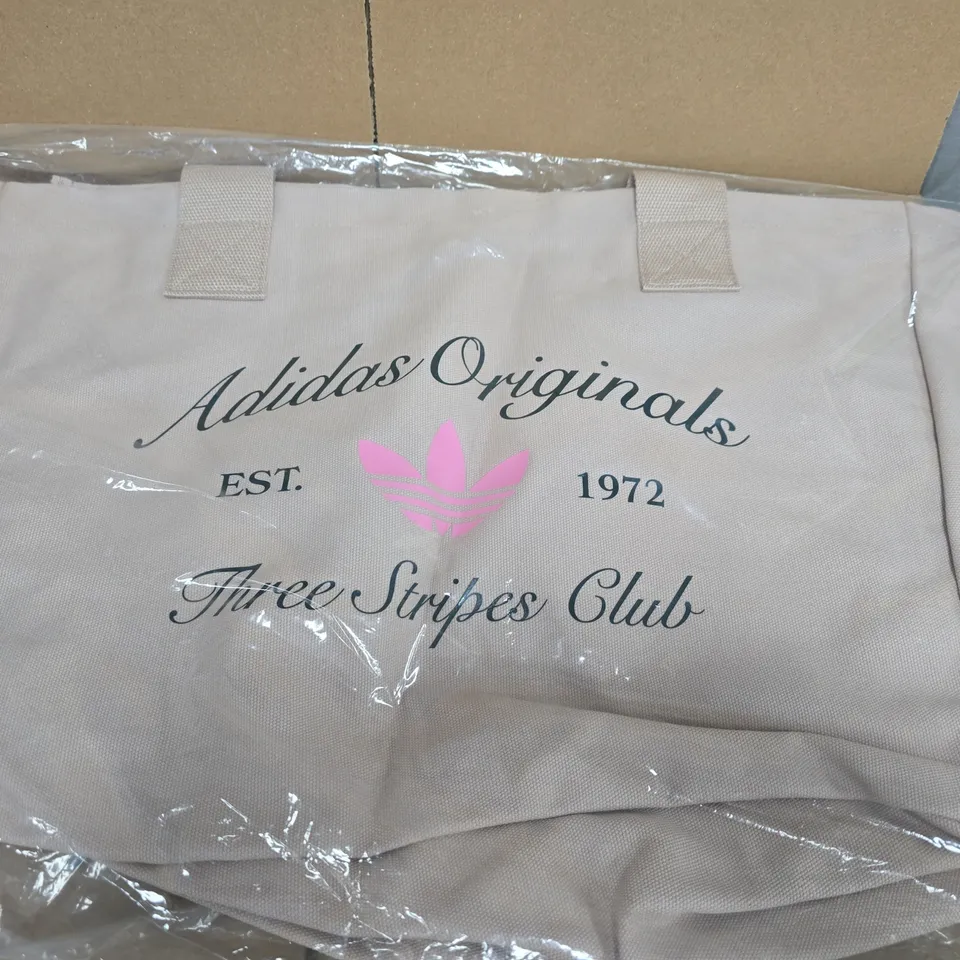 Adidas Originals
EST. 1972
Three Stripes Club